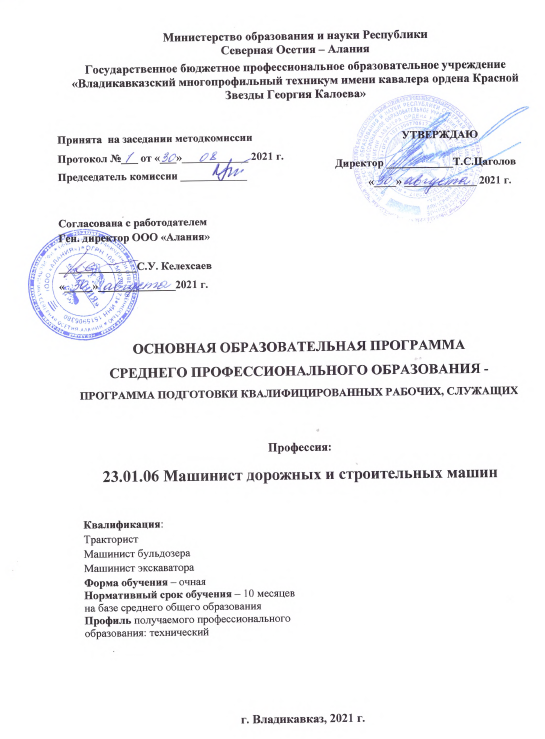 Министерство образования и науки Республики
Северная Осетия – Алания
Государственное бюджетное профессиональное образовательное учреждение
«Владикавказский многопрофильный техникум имени кавалера ордена Красной
Звезды Георгия Калоева»
Принята на заседании методкомиссии
Протокол № 1 от «30» 08 2021 г.
Председатель комиссии
УТВЕРЖДАЮ
Директор Т.С.Цаголов
«30» августа 2021 г.
Согласована с работодателем
Ген. директор ООО «Алания»
С.У. Келехсаев
«30» августа 2021 г.
ОСНОВНАЯ ОБРАЗОВАТЕЛЬНАЯ ПРОГРАММА
СРЕДНЕГО ПРОФЕССИОНАЛЬНОГО ОБРАЗОВАНИЯ -
ПРОГРАММА ПОДГОТОВКИ КВАЛИФИЦИРОВАННЫХ РАБОЧИХ, СЛУЖАЩИХ
Профессия:
23.01.06 Машинист дорожных и строительных машин
Квалификация:
Тракторист
Машинист бульдозера
Машинист экскаватора
Форма обучения – очная
Нормативный срок обучения – 10 месяцев
на базе среднего общего образования
Профиль получаемого профессионального
образования: технический
г. Владикавказ, 2021 г.